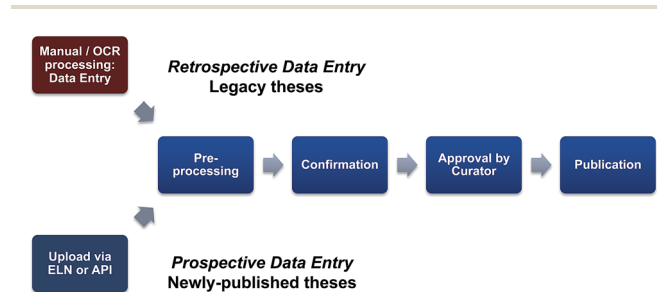 Manual / OCR
processing:
Data Entry
Retrospective Data Entry
Legacy theses
Pre-
processing
Confirmation
Approval by
Curator
Publication
Upload via
ELN or API
Prospective Data Entry
Newly-published theses